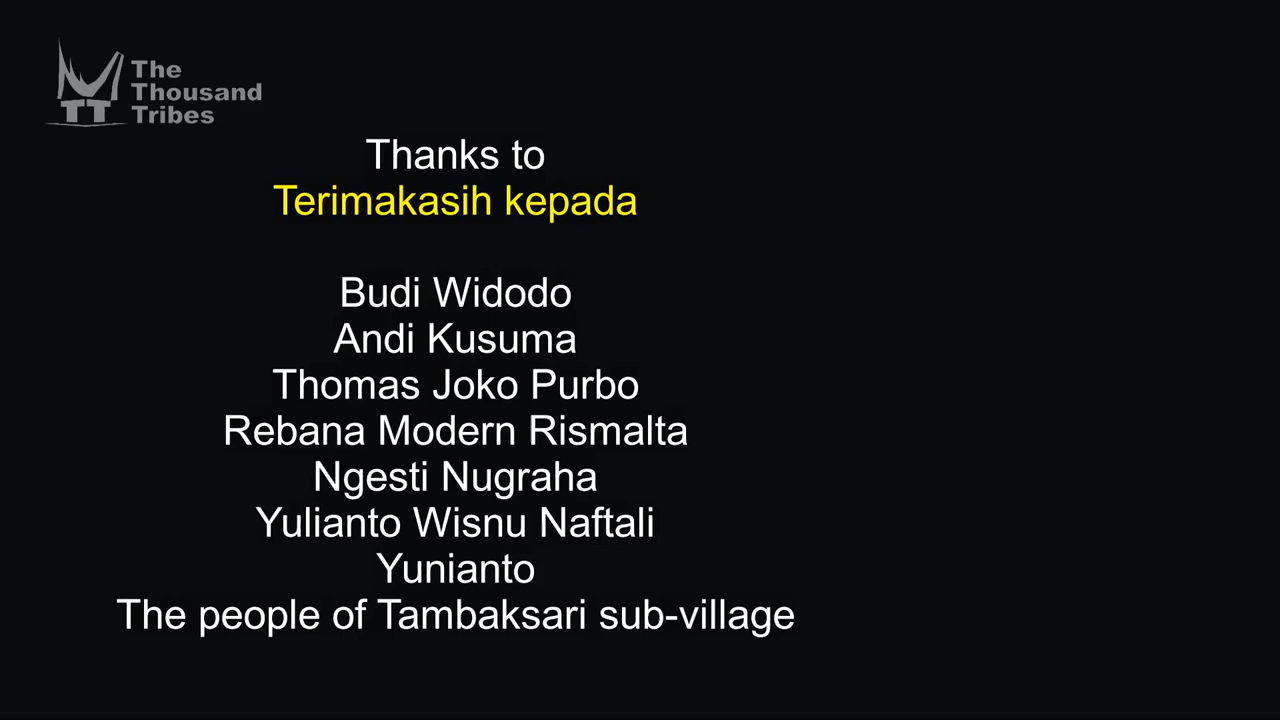 The
Thousand
Tribes
Thanks to
Terimakasih kepada
Budi Widodo
Andi Kusuma
Thomas Joko Purbo
Rebana Modern Rismalta
Ngesti Nugraha
Yulianto Wisnu Naftali
Yunianto
The people of Tambaksari sub-village